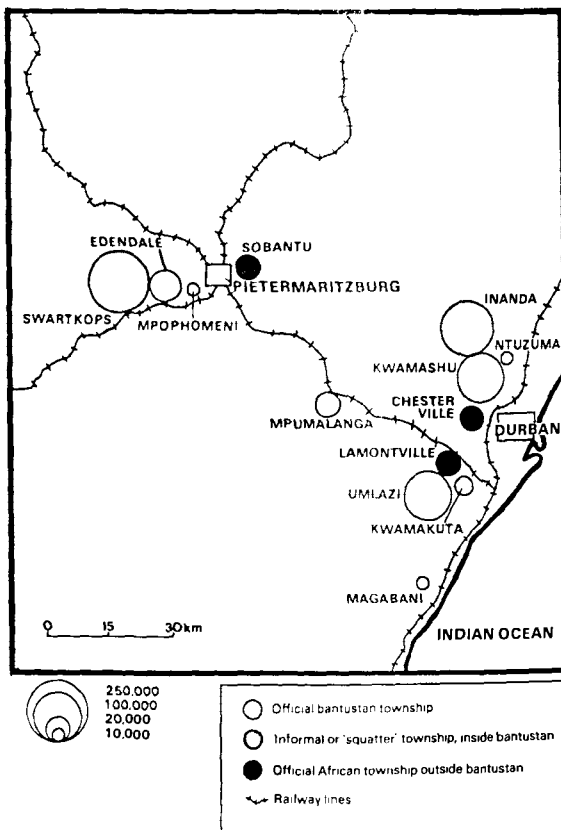 EDENDALE
SOBANTU
PIETERMARITZBURG
SWARTKOPS
MPOPHOMENI
INANDA
NTUZUMA
KWAMASHU
CHESTER
VILLE
MPUMALANGA
DURBAN
LAMONTVILLE
UMLAZI
KWAMAKUTA
MAGABANI
0 15 30 km
INDIAN OCEAN
250.000
100.000
20.000
10.000
Official bantustan township
Informal or 'squatter' township, inside bantustan
Official African township outside bantustan
Railway lines